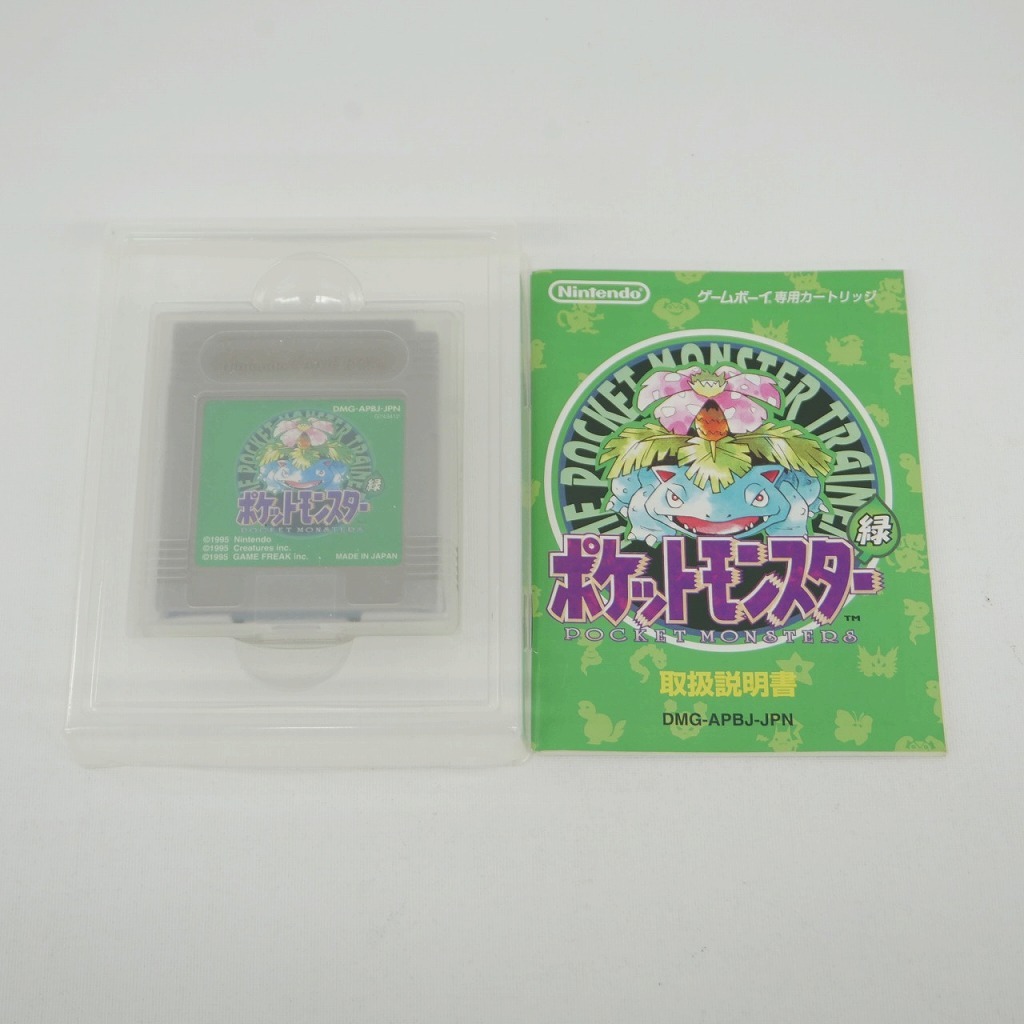 DMG-APBJ-JPN
緑
ポケットモンスター
POCKET MONSTERS
©1995 Nintendo
©1995 Creatures inc.
©1995 GAME FREAK inc. MADE IN JAPAN
Nintendo
ゲームボーイ専用カートリッジ
POCKET MONSTER TRAINE
緑
ポケットモンスター
TM
POCKET MONSTERS
取扱説明書
DMG-APBJ-JPN